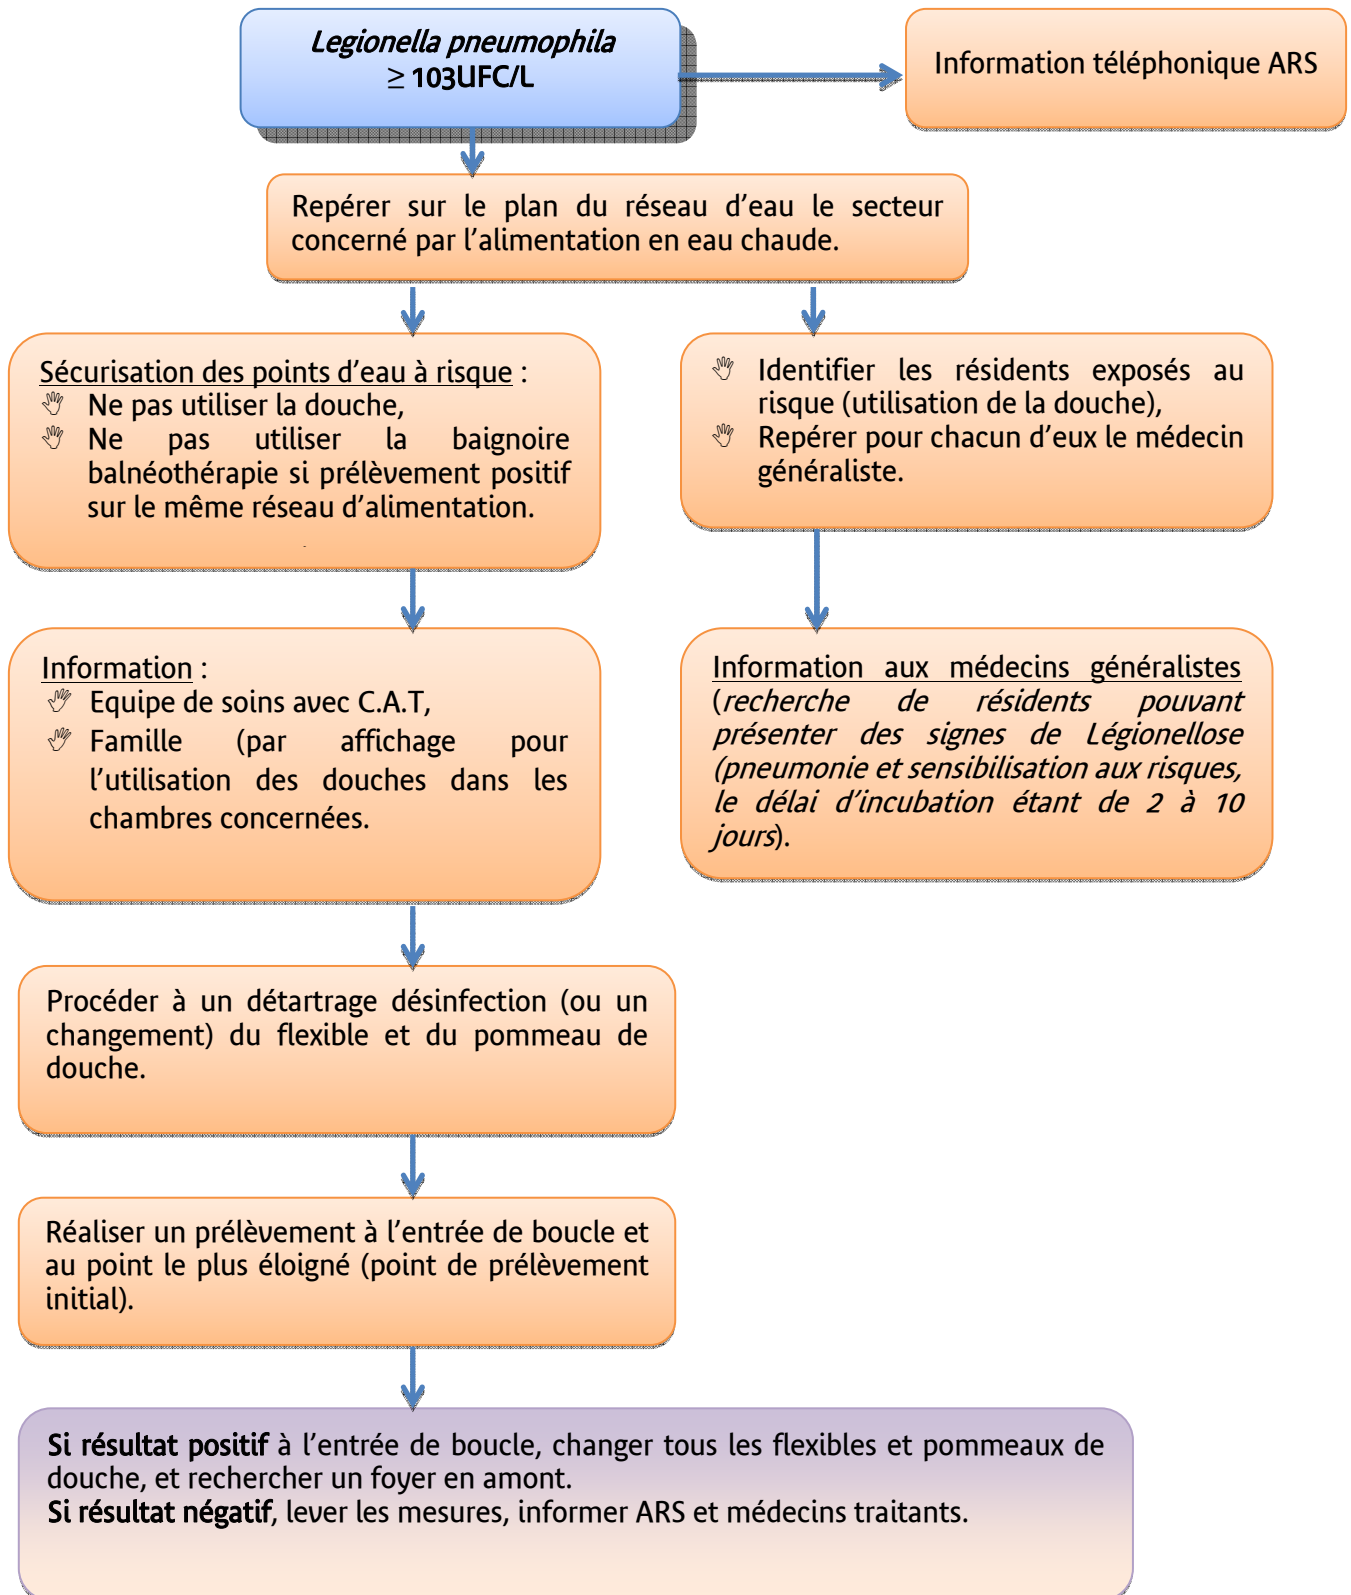 Legionella pneumophila
≥ 103UFC/L
Information téléphonique ARS
Repérer sur le plan du réseau d'eau le secteur
concerné par l'alimentation en eau chaude.
Sécurisation des points d'eau à risque :
Ne pas utiliser la douche,
Ne pas utiliser la baignoire
balnéothérapie si prélèvement positif
sur le même réseau d'alimentation.
.
Identifier les résidents exposés au
risque (utilisation de la douche),
Repérer pour chacun d'eux le médecin
généraliste.
Information :
Equipe de soins avec C.A.T,
Famille (par affichage pour
l'utilisation des douches dans les
chambres concernées.
Information aux médecins généralistes
(recherche de résidents pouvant
présenter des signes de Légionellose
(pneumonie et sensibilisation aux risques,
le délai d'incubation étant de 2 à 10
jours).
Procéder à un détartrage désinfection (ou un
changement) du flexible et du pommeau de
douche.
Réaliser un prélèvement à l'entrée de boucle et
au point le plus éloigné (point de prélèvement
initial).
Si résultat positif à l'entrée de boucle, changer tous les flexibles et pommeaux de
douche, et rechercher un foyer en amont.
Si résultat négatif, lever les mesures, informer ARS et médecins traitants.